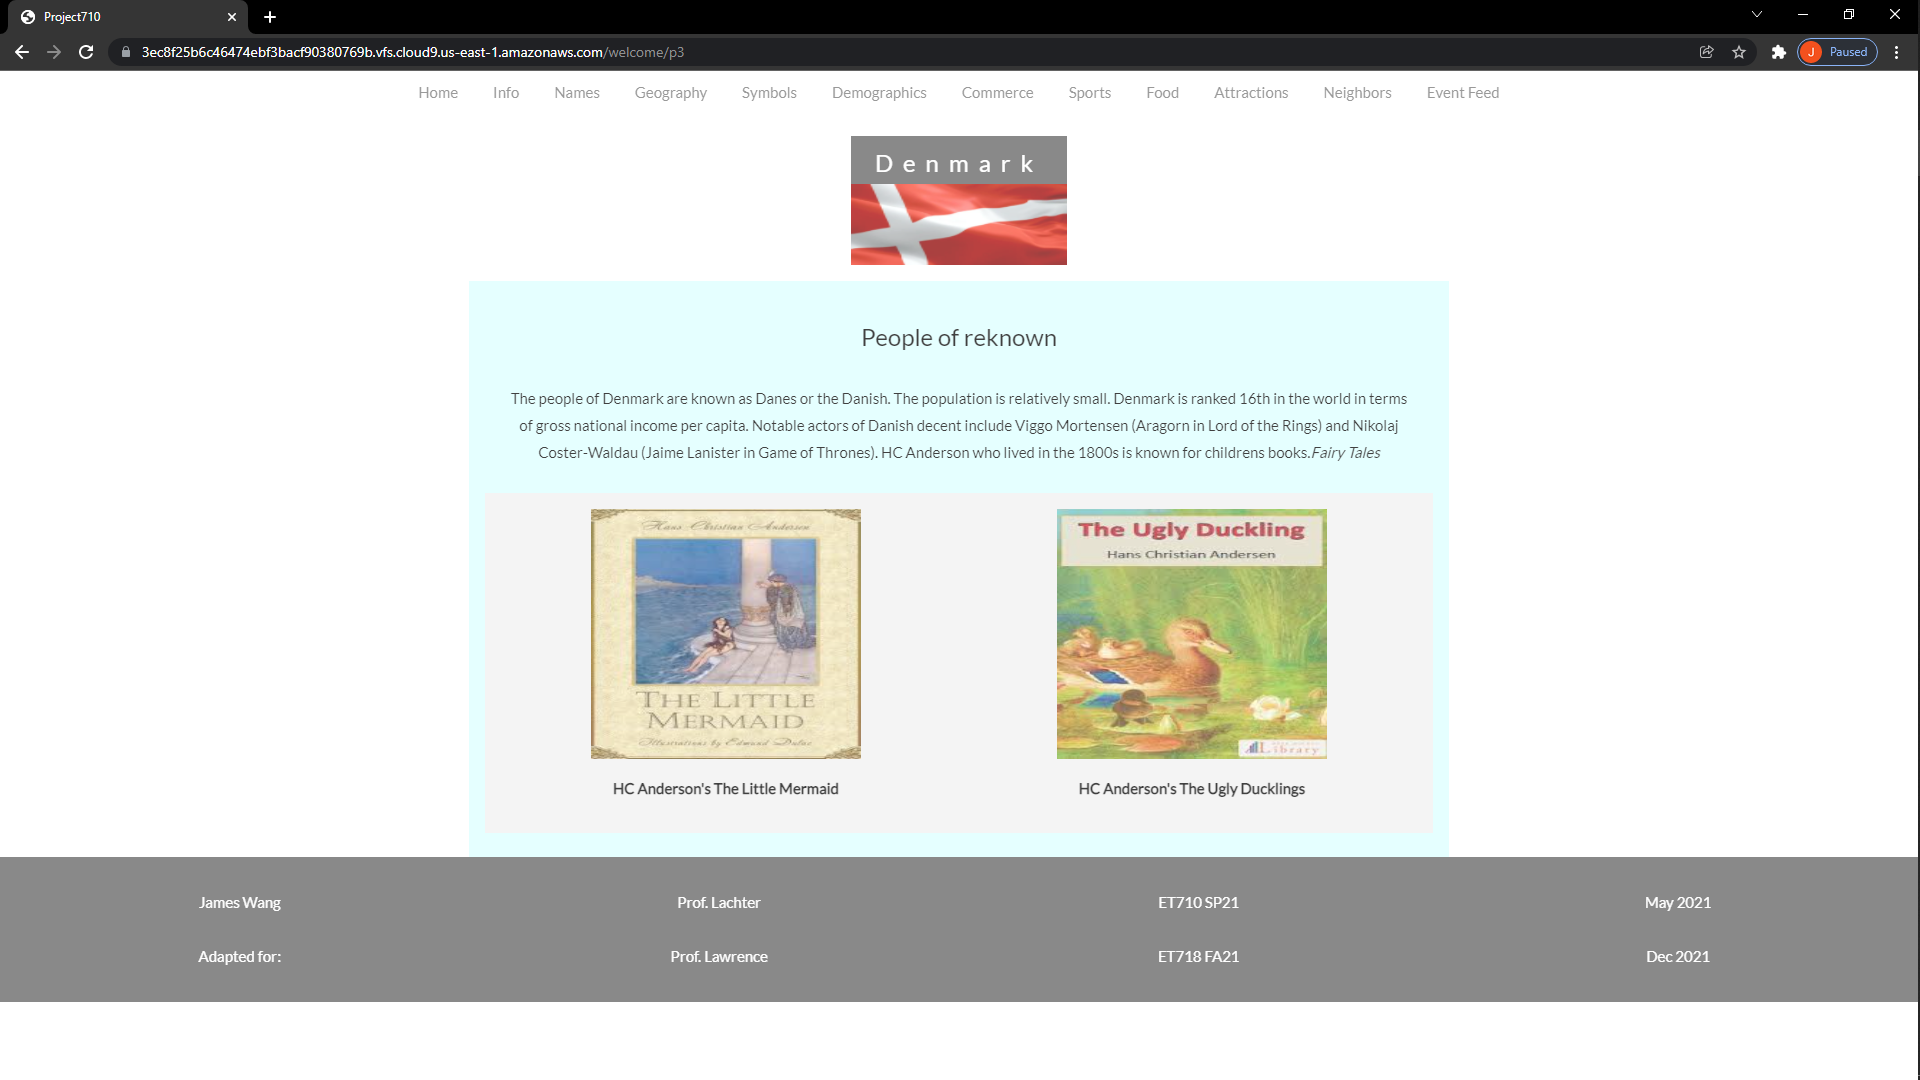 Project710
3ec8f25b6c46474ebf3bacf90380769b.vfs.cloud9.us-east-1.amazonaws.com/welcome/p3
J Paused
Home Info Names Geography Symbols Demographics Commerce Sports Food Attractions Neighbors Event Feed
Denmark
People of reknown
The people of Denmark are known as Danes or the Danish. The population is relatively small. Denmark is ranked 16th in the world in terms
of gross national income per capita. Notable actors of Danish decent include Viggo Mortensen (Aragorn in Lord of the Rings) and Nikolaj
Coster-Waldau (Jaime Lanister in Game of Thrones). HC Anderson who lived in the 1800s is known for childrens books.Fairy Tales
Hans Christian Andersen
THE LITTLE
MERMAID
Illustrations by Edmund Dulac
HC Anderson's The Little Mermaid
The Ugly Duckling
Hans Christian Andersen
Library
HC Anderson's The Ugly Ducklings
James Wang Prof. Lachter ET710 SP21 May 2021
Adapted for: Prof. Lawrence ET718 FA21 Dec 2021